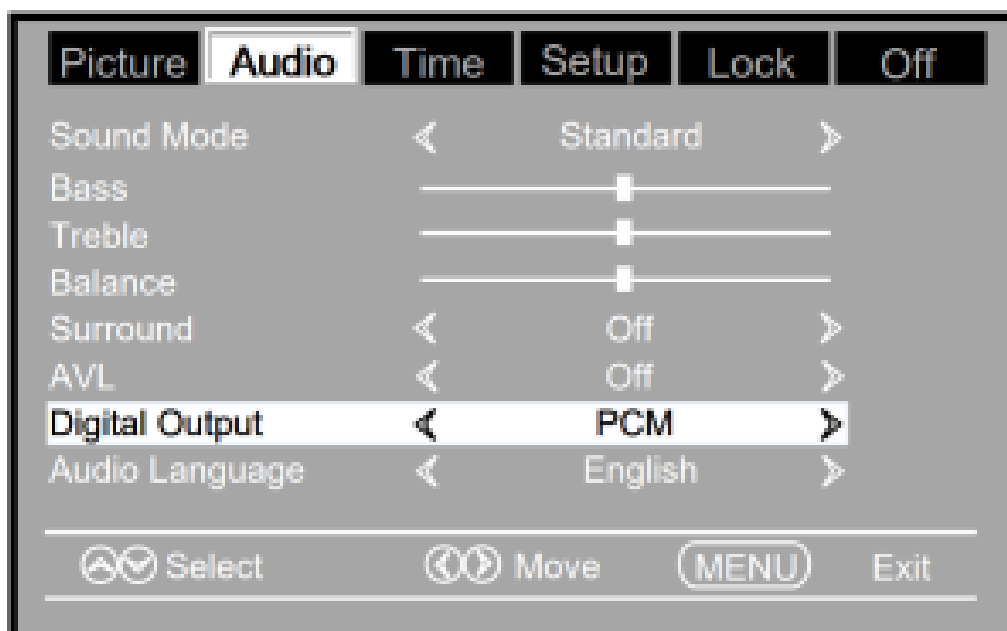 Picture Audio Time Setup Lock Off
Sound Mode Standard
Bass
Treble
Balance
Surround Off
AVL Off
Digital Output PCM
Audio Language English
Select Move MENU Exit